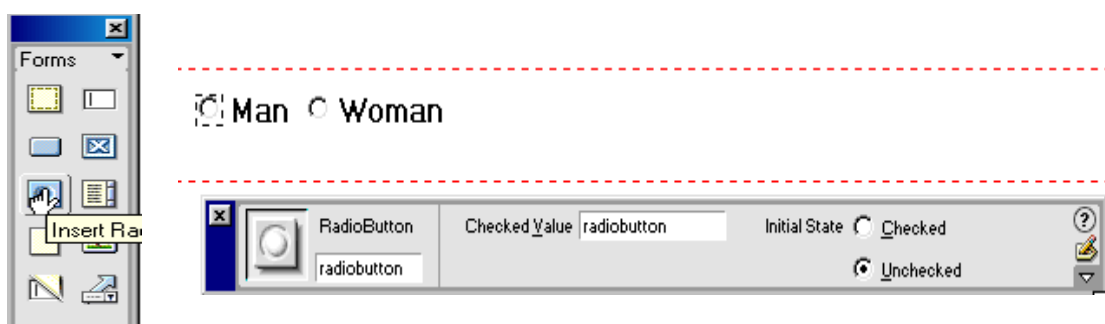 Forms
Man Woman
Insert Ra
RadioButton
radiobutton
Checked Value radiobutton
Initial State Checked
Unchecked